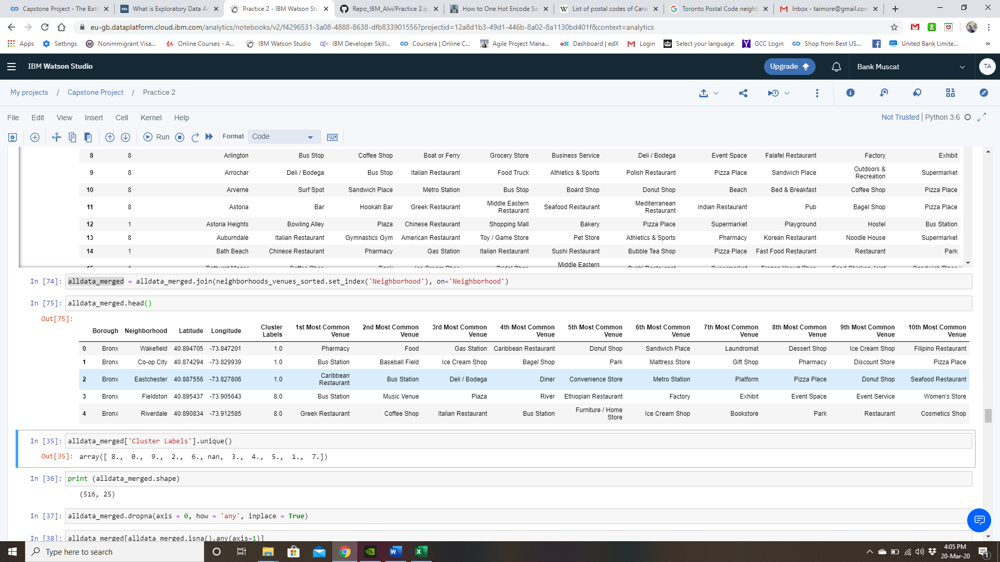 Capstone Project - The Batt
What is Exploratory Data An
Practice 2 - IBM Watson Stu
Repo_IBM_Alvi/Practice 2.ip
How to One Hot Encode Se
List of postal codes of Cana
Toronto Postal Code neighb
Inbox - taimore@gmail.com
eu-gb.dataplatform.cloud.ibm.com/analytics/notebooks/v2/f4296531-3a08-4888-8638-dfb833901556?projectid=12a8d1b3-49d1-446b-8a02-8a1130bd401f&context=analytics
Apps Settings Nonimmigrant Visa... Online Courses - A... IBM Watson Studio IBM Developer Skill... Coursera | Online C... Agile Project Mana... Dashboard | edX Login Select your language GCC Login Shop from Best US... United Bank Limite... »
IBM Watson Studio Upgrade Bank Muscat TA
My projects / Capstone Project / Practice 2
File Edit View Insert Cell Kernel Help Not Trusted | Python 3.6
Run Format Code
8 8 Arlington Bus Stop Coffee Shop Boat or Ferry Grocery Store Business Service Deli / Bodega Event Space Falafel Restaurant Factory Exhibit
9 8 Arrochar Deli / Bodega Bus Stop Italian Restaurant Food Truck Athletics & Sports Polish Restaurant Pizza Place Sandwich Place Outdoors & Recreation Supermarket
10 8 Arverne Surf Spot Sandwich Place Metro Station Bus Stop Board Shop Donut Shop Beach Bed & Breakfast Coffee Shop Pizza Place
11 8 Astoria Bar Hookah Bar Greek Restaurant Middle Eastern Restaurant Seafood Restaurant Mediterranean Restaurant Indian Restaurant Pub Bagel Shop Pizza Place
12 1 Astoria Heights Bowling Alley Plaza Chinese Restaurant Shopping Mall Bakery Pizza Place Supermarket Playground Hostel Bus Station
13 8 Auburndale Italian Restaurant Gymnastics Gym American Restaurant Toy / Game Store Pet Store Athletics & Sports Pharmacy Korean Restaurant Noodle House Supermarket
14 1 Bath Beach Chinese Restaurant Pharmacy Gas Station Italian Restaurant Sushi Restaurant Bubble Tea Shop Pizza Place Fast Food Restaurant Restaurant Park
Middle Eastern
In [74]: alldata_merged = alldata_merged.join(neighborhoods_venues_sorted.set_index('Neighborhood'), on='Neighborhood')
In [75]: alldata_merged.head()
Out[75]:
Borough Neighborhood Latitude Longitude Cluster Labels 1st Most Common Venue 2nd Most Common Venue 3rd Most Common Venue 4th Most Common Venue 5th Most Common Venue 6th Most Common Venue 7th Most Common Venue 8th Most Common Venue 9th Most Common Venue 10th Most Common Venue
0 Bronx Wakefield 40.894705 -73.847201 1.0 Pharmacy Food Gas Station Caribbean Restaurant Donut Shop Sandwich Place Laundromat Dessert Shop Ice Cream Shop Filipino Restaurant
1 Bronx Co-op City 40.874294 -73.829939 1.0 Bus Station Baseball Field Ice Cream Shop Bagel Shop Park Mattress Store Gift Shop Pharmacy Discount Store Pizza Place
2 Bronx Eastchester 40.887556 -73.827806 1.0 Caribbean Restaurant Bus Station Deli / Bodega Diner Convenience Store Metro Station Platform Pizza Place Donut Shop Seafood Restaurant
3 Bronx Fieldston 40.895437 -73.905643 8.0 Bus Station Music Venue Plaza River Ethiopian Restaurant Factory Exhibit Event Space Event Service Women's Store
4 Bronx Riverdale 40.890834 -73.912585 8.0 Greek Restaurant Coffee Shop Italian Restaurant Bus Station Furniture / Home Store Ice Cream Shop Bookstore Park Restaurant Cosmetics Shop
In [35]: alldata_merged['Cluster Labels'].unique()
Out[35]: array([ 8., 0., 9., 2., 6., nan, 3., 4., 5., 1., 7.])
In [36]: print (alldata_merged.shape)
(516, 25)
In [37]: alldata_merged.dropna(axis = 0, how = 'any', inplace = True)
In [38]: alldata_merged[alldata_merged.isna().any(axis=1)]
Type here to search
4:05 PM
20-Mar-20
1